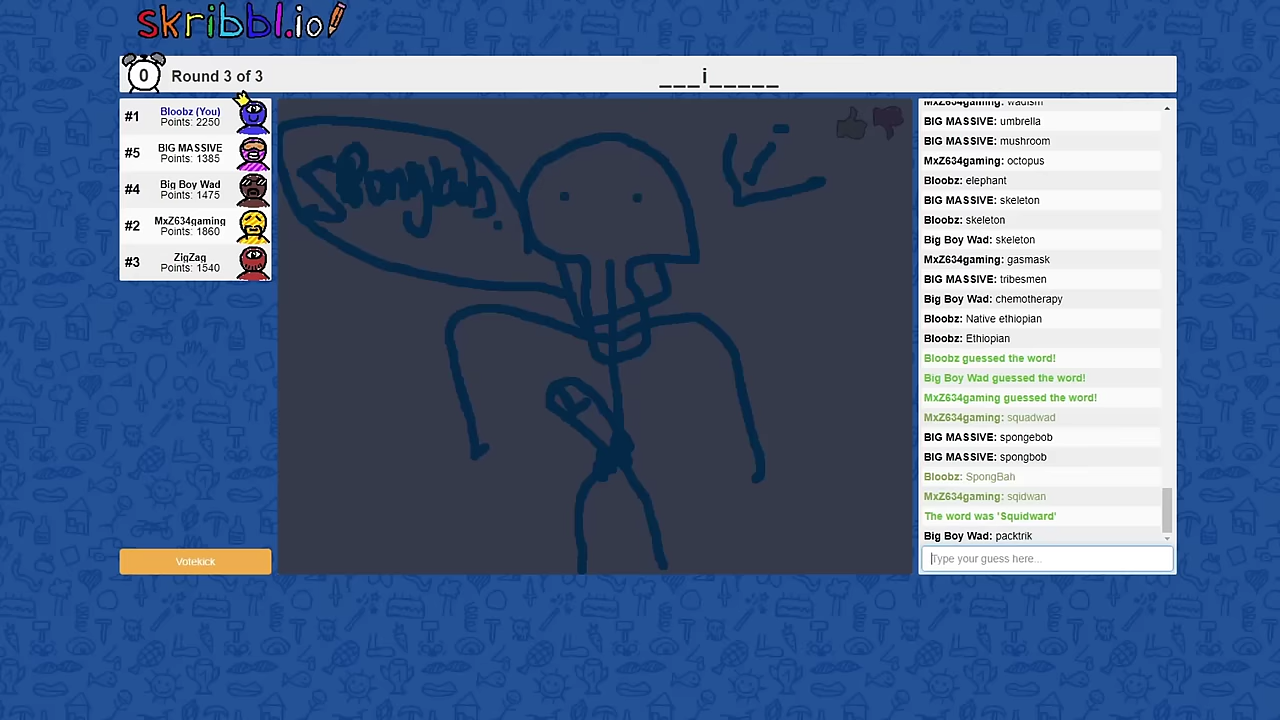 skribbl.io!
0
Round 3 of 3
___i_____
#1
Bloobz (You)
Points: 2250
#5
BIG MASSIVE
Points: 1385
#4
Big Boy Wad
Points: 1475
#2
MxZ634gaming
Points: 1860
#3
ZigZag
Points: 1540
Votekick
Spongbah.
MxZ634gaming: wadism
BIG MASSIVE: umbrella
BIG MASSIVE: mushroom
MxZ634gaming: octopus
Bloobz: elephant
BIG MASSIVE: skeleton
Bloobz: skeleton
Big Boy Wad: skeleton
MxZ634gaming: gasmask
BIG MASSIVE: tribesmen
Big Boy Wad: chemotherapy
Bloobz: Native ethiopian
Bloobz: Ethiopian
Bloobz guessed the word!
Big Boy Wad guessed the word!
MxZ634gaming guessed the word!
MxZ634gaming: squadwad
BIG MASSIVE: spongebob
BIG MASSIVE: spongbob
Bloobz: SpongBah
MxZ634gaming: sqidwan
The word was 'Squidward'
Big Boy Wad: packtrik
Type your guess here...